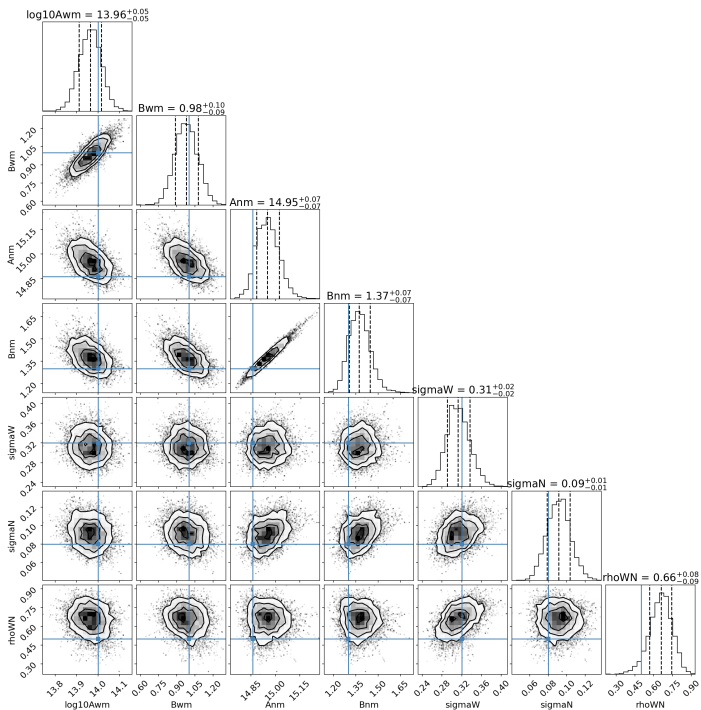 log10Awm = 13.96+0.05−0.05
Bwm = 0.98+0.10−0.09
1.20
1.05
0.90
0.75
0.60
Bwm
Anm = 14.95+0.07−0.07
15.15
15.00
14.85
Anm
Bnm = 1.37+0.07−0.07
1.65
1.50
1.35
1.20
Bnm
sigmaW = 0.31+0.02−0.02
0.40
0.36
0.32
0.28
0.24
sigmaW
sigmaN = 0.09+0.01−0.01
0.12
0.10
0.08
0.06
sigmaN
rhoWN = 0.66+0.08−0.09
0.90
0.75
0.60
0.45
0.30
rhoWN
13.8 13.9 14.0 14.1 0.60 0.75 0.90 1.05 1.20 14.85 15.00 15.15 1.20 1.35 1.50 1.65 0.24 0.28 0.32 0.36 0.40 0.06 0.08 0.10 0.12 0.30 0.45 0.60 0.75 0.90
log10Awm Bwm Anm Bnm sigmaW sigmaN rhoWN